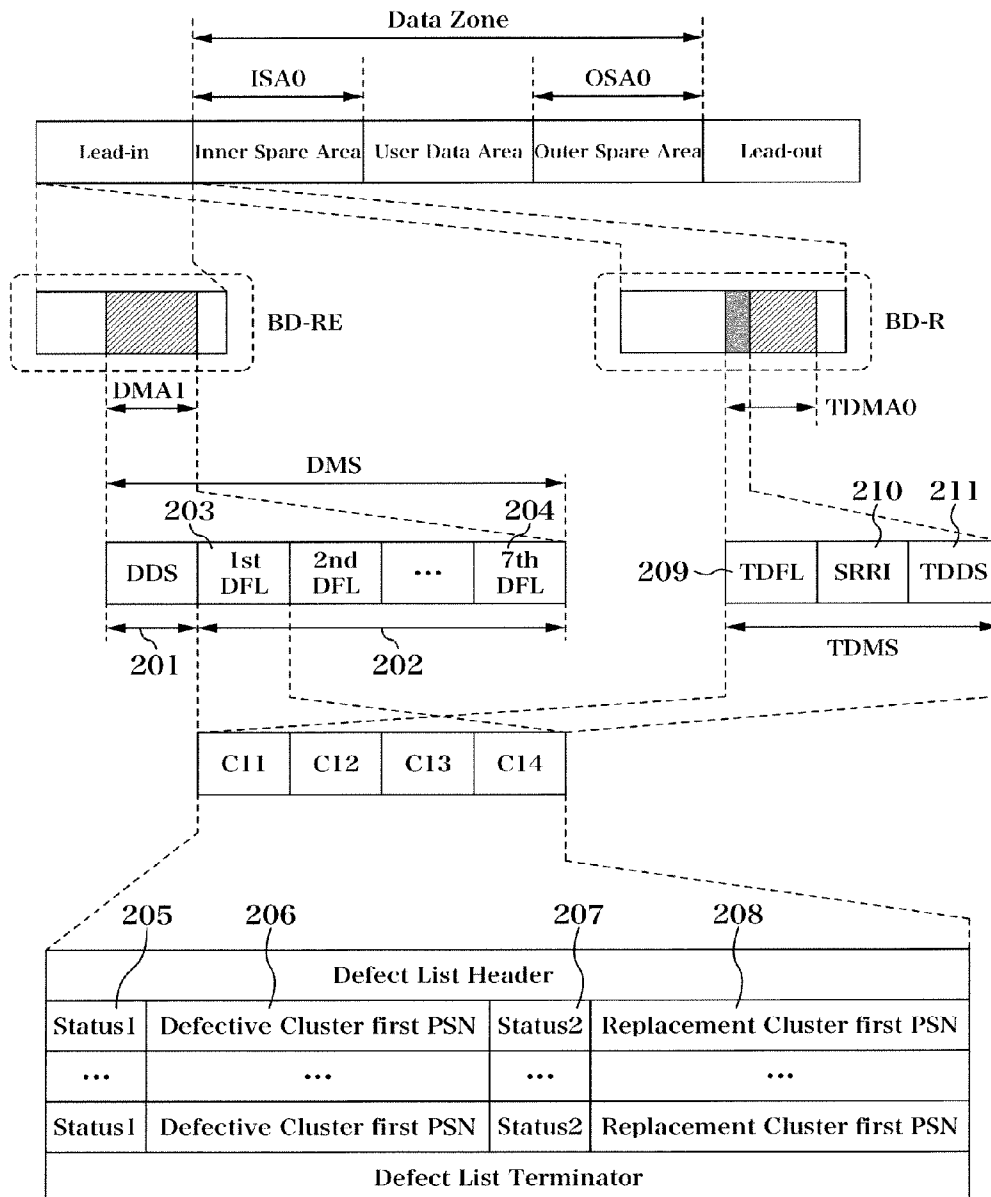 Data Zone
ISA0 OSA0
Lead-in Inner Spare Area User Data Area Outer Spare Area Lead-out
BD-RE BD-R
DMA1 TDMA0
DMS
203 204 210 211
DDS 1st DFL 2nd DFL ... 7th DFL 209 TDFL SRRI TDDS
201 202 TDMS
C11 C12 C13 C14
205 206 207 208
Defect List Header
Status1 Defective Cluster first PSN Status2 Replacement Cluster first PSN
... ... ... ...
Status1 Defective Cluster first PSN Status2 Replacement Cluster first PSN
Defect List Terminator